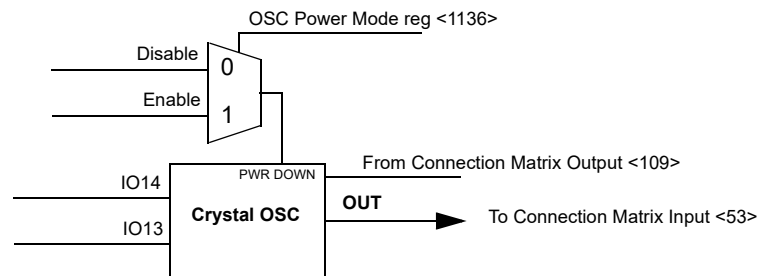 OSC Power Mode reg <1136>
Disable
0
Enable
1
PWR DOWN
From Connection Matrix Output <109>
IO14
OUT
Crystal OSC
To Connection Matrix Input <53>
IO13